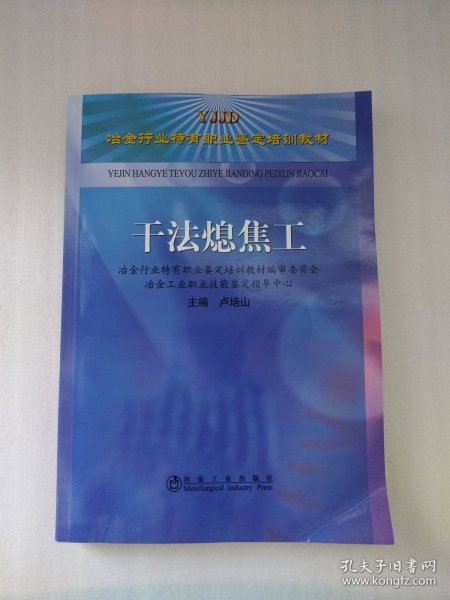 YJJD
冶金行业特有职业鉴定培训教材
YEJIN HANGYE TEYOU ZHIYE JIANDING PEIXUN JIAOCAI
干法熄焦工
冶金行业特有职业鉴定培训教材编审委员会
冶金工业职业技能鉴定指导中心
主编 卢培山
冶金工业出版社
Metallurgical Industry Press
孔夫子旧书网
www.kongfz.com